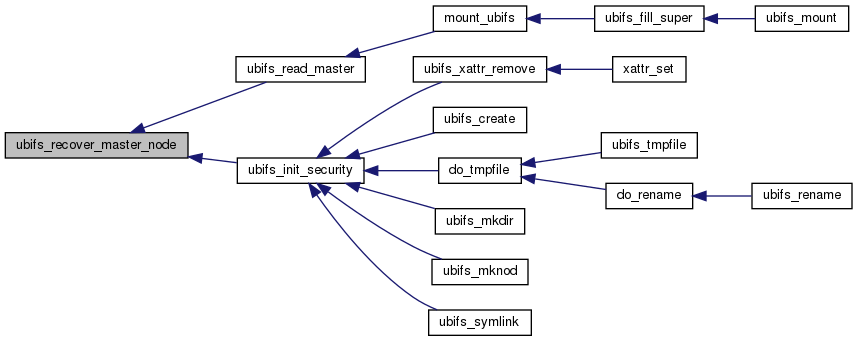 mount_ubifs
ubifs_fill_super
ubifs_mount
ubifs_read_master
ubifs_xattr_remove
xattr_set
ubifs_create
ubifs_recover_master_node
ubifs_tmpfile
ubifs_init_security
do_tmpfile
do_rename
ubifs_rename
ubifs_mkdir
ubifs_mknod
ubifs_symlink